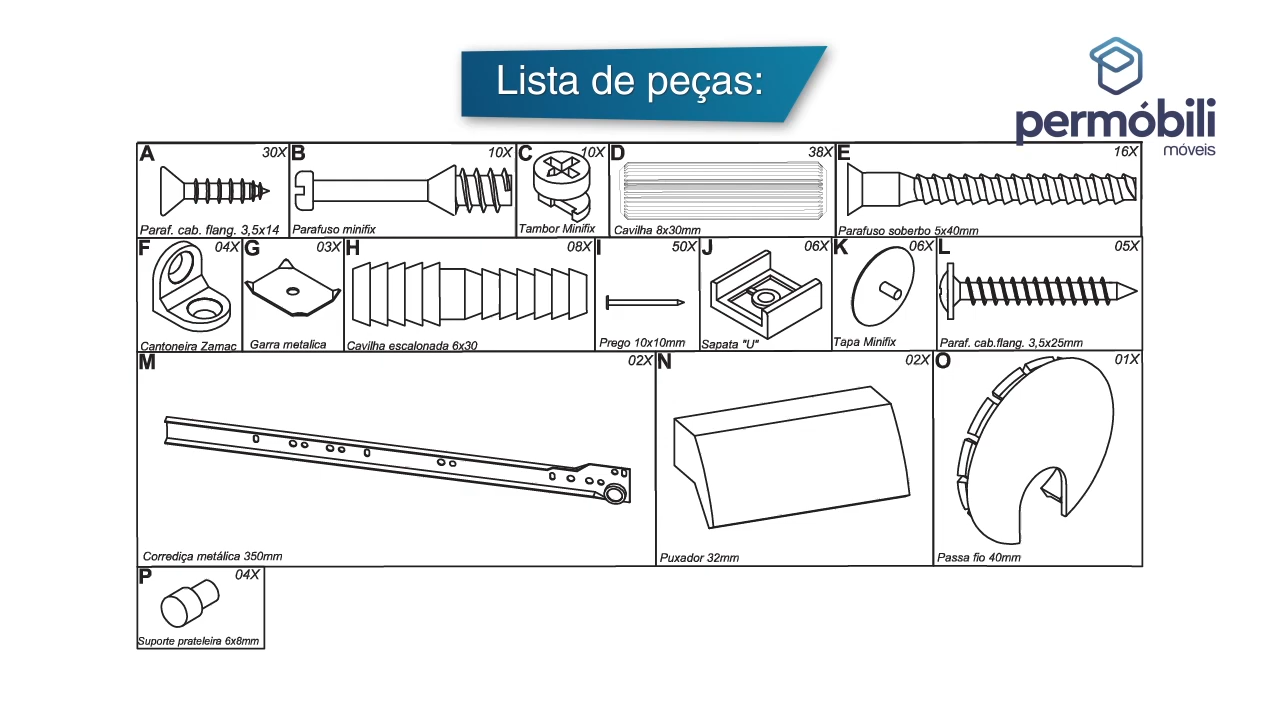 Lista de peças:
permóbili
móveis
A 30X
Paraf. cab. flang. 3,5x14
B 10X
Parafuso minifix
C 10X
Tambor Minifix
D 38X
Cavilha 8x30mm
E 16X
Parafuso soberbo 5x40mm
F 04X
Cantoneira Zamac
G 03X
Garra metalica
H 08X
Cavilha escalonada 6x30
I 50X
Prego 10x10mm
J 06X
Sapata "U"
K 06X
Tapa Minifix
L 05X
Paraf. cab.flang. 3,5x25mm
M 02X
Corrediça metálica 350mm
N 02X
Puxador 32mm
O 01X
Passa fio 40mm
P 04X
Suporte prateleira 6x8mm